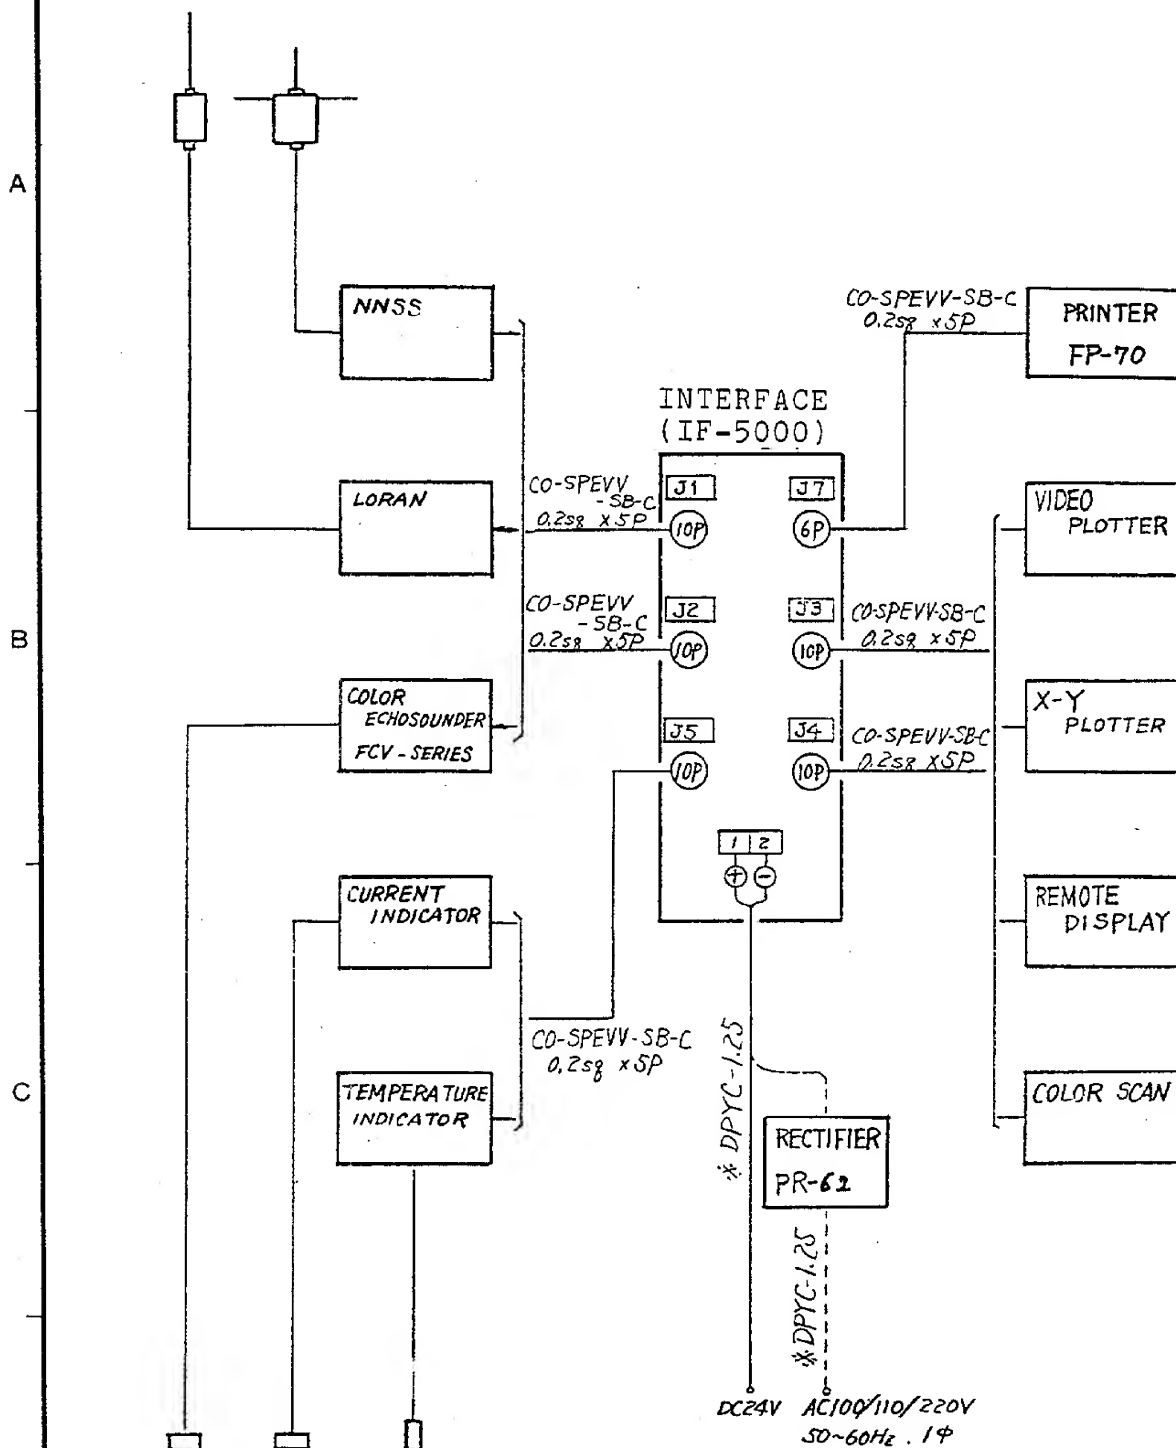 A
NNSS
CO-SPEVV-SB-C
0.2sq x5P
PRINTER
FP-70
INTERFACE
(IF-5000)
LORAN
CO-SPEVV
-SB-C
0.2sq x5P
J1
10P
J7
6P
VIDEO
PLOTTER
B
CO-SPEVV
-SB-C
0.2sq x5P
J2
10P
J3
10P
CO-SPEVV-SB-C
0.2sq x5P
COLOR
ECHOSOUNDER
FCV-SERIES
J5
10P
J4
10P
CO-SPEVV-SB-C
0.2sq x5P
X-Y
PLOTTER
1 2
+ -
CURRENT
INDICATOR
REMOTE
DISPLAY
CO-SPEVV-SB-C
0.2sq x5P
C
TEMPERATURE
INDICATOR
※DPYC-1.25
RECTIFIER
PR-62
COLOR SCAN
※DPYC-1.25
DC24V
AC100/110/220V
50~60Hz . 1φ